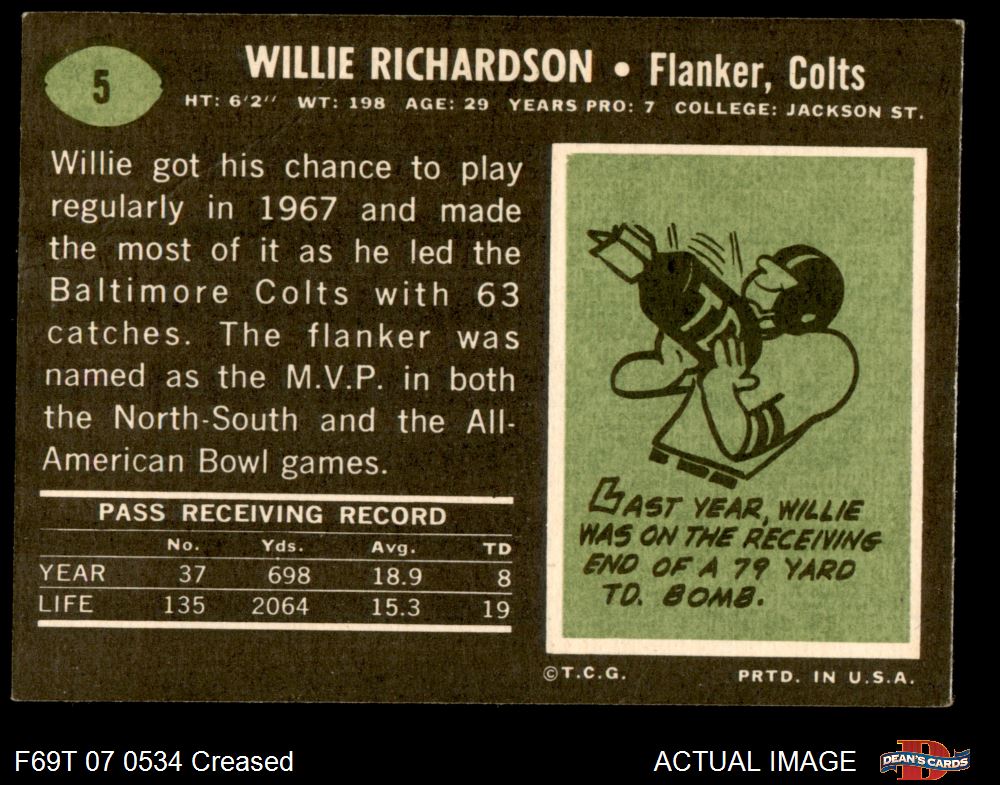 5
WILLIE RICHARDSON • Flanker, Colts
HT: 6'2" WT: 198 AGE: 29 YEARS PRO: 7 COLLEGE: JACKSON ST.
Willie got his chance to play
regularly in 1967 and made
the most of it as he led the
Baltimore Colts with 63
catches. The flanker was
named as the M.V.P. in both
the North-South and the All-
American Bowl games.
PASS RECEIVING RECORD
No. Yds. Avg. TD
YEAR 37 698 18.9 8
LIFE 135 2064 15.3 19
T.D.
LAST YEAR, WILLIE
WAS ON THE RECEIVING
END OF A 79 YARD
TD. BOMB.
©T.C.G. PRTD. IN U.S.A.
F69T 07 0534 Creased
ACTUAL IMAGE
D
DEAN'S CARDS